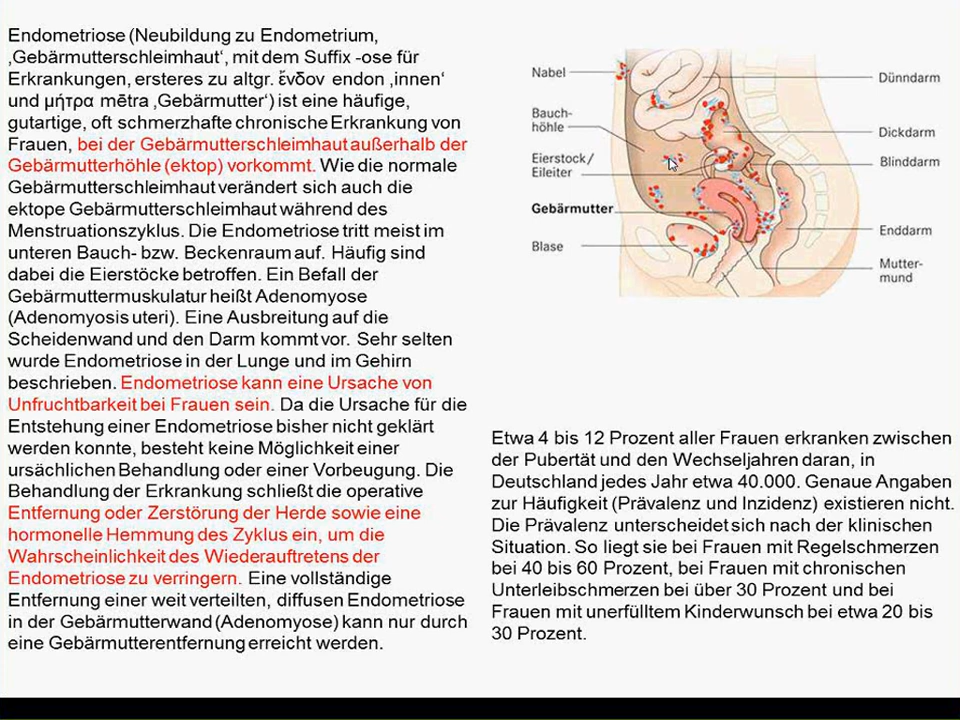 Endometriose (Neubildung zu Endometrium,
‚Gebärmutterschleimhaut‘, mit dem Suffix -ose für
Erkrankungen, ersteres zu altgr. ἔνδον endon ‚innen‘
und μήτρα mētra ‚Gebärmutter‘) ist eine häufige,
gutartige, oft schmerzhafte chronische Erkrankung von
Frauen, bei der Gebärmutterschleimhaut außerhalb der
Gebärmutterhöhle (ektop) vorkommt. Wie die normale
Gebärmutterschleimhaut verändert sich auch die
ektope Gebärmutterschleimhaut während des
Menstruationszyklus. Die Endometriose tritt meist im
unteren Bauch- bzw. Beckenraum auf. Häufig sind
dabei die Eierstöcke betroffen. Ein Befall der
Gebärmuttermuskulatur heißt Adenomyose
(Adenomyosis uteri). Eine Ausbreitung auf die
Scheidenwand und den Darm kommt vor. Sehr selten
wurde Endometriose in der Lunge und im Gehirn
beschrieben. Endometriose kann eine Ursache von
Unfruchtbarkeit bei Frauen sein. Da die Ursache für die
Entstehung einer Endometriose bisher nicht geklärt
werden konnte, besteht keine Möglichkeit einer
ursächlichen Behandlung oder einer Vorbeugung. Die
Behandlung der Erkrankung schließt die operative
Entfernung oder Zerstörung der Herde sowie eine
hormonelle Hemmung des Zyklus ein, um die
Wahrscheinlichkeit des Wiederauftretens der
Endometriose zu verringern. Eine vollständige
Entfernung einer weit verteilten, diffusen Endometriose
in der Gebärmutterwand (Adenomyose) kann nur durch
eine Gebärmutterentfernung erreicht werden.
Nabel
Bauch-
höhle
Eierstock/
Eileiter
Gebärmutter
Blase
Dünndarm
Dickdarm
Blinddarm
Enddarm
Mutter-
mund
Etwa 4 bis 12 Prozent aller Frauen erkranken zwischen
der Pubertät und den Wechseljahren daran, in
Deutschland jedes Jahr etwa 40.000. Genaue Angaben
zur Häufigkeit (Prävalenz und Inzidenz) existieren nicht.
Die Prävalenz unterscheidet sich nach der klinischen
Situation. So liegt sie bei Frauen mit Regelschmerzen
bei 40 bis 60 Prozent, bei Frauen mit chronischen
Unterleibschmerzen bei über 30 Prozent und bei
Frauen mit unerfülltem Kinderwunsch bei etwa 20 bis
30 Prozent.